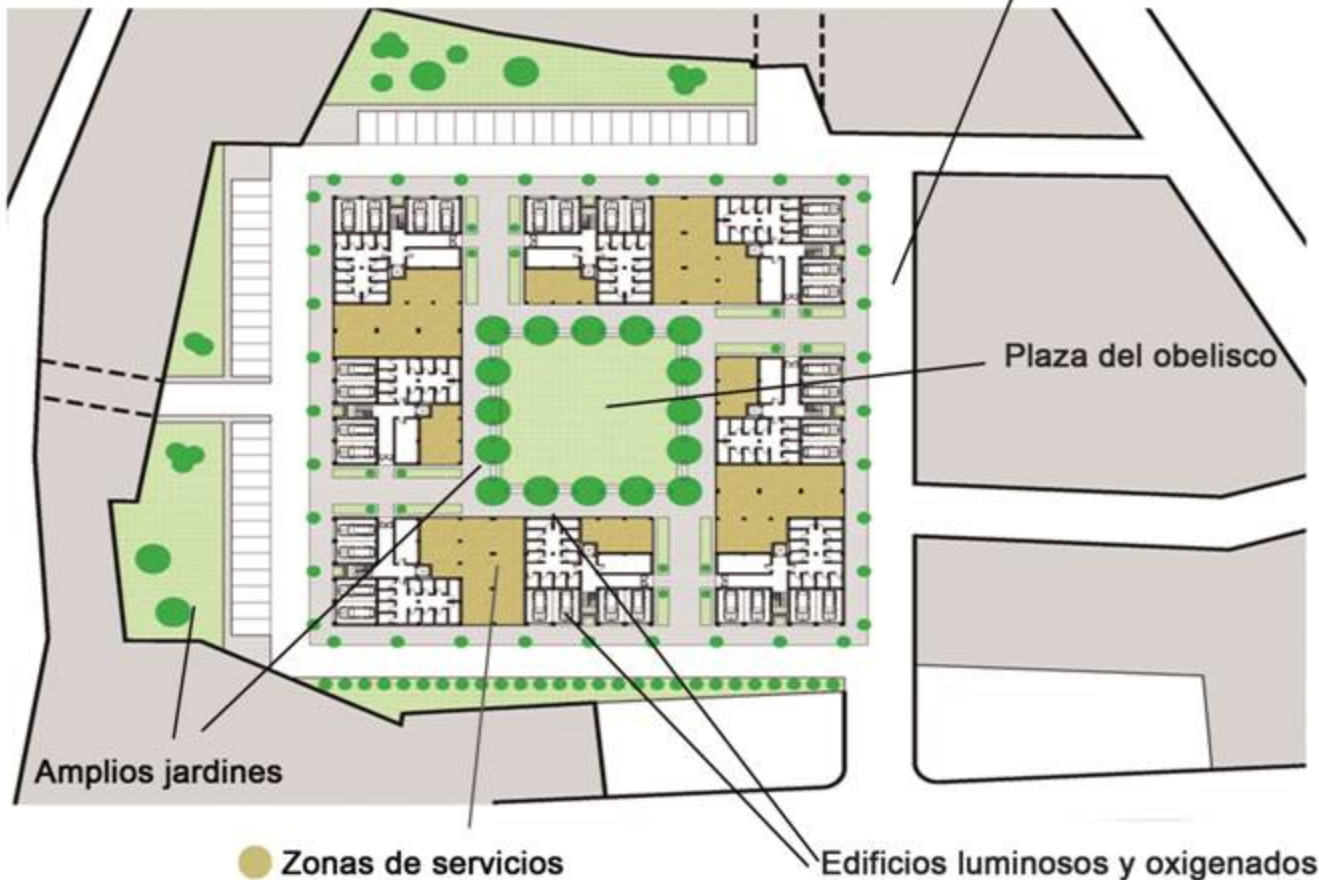 Plaza del obelisco
Amplios jardines
Zonas de servicios
Edificios luminosos y oxigenados